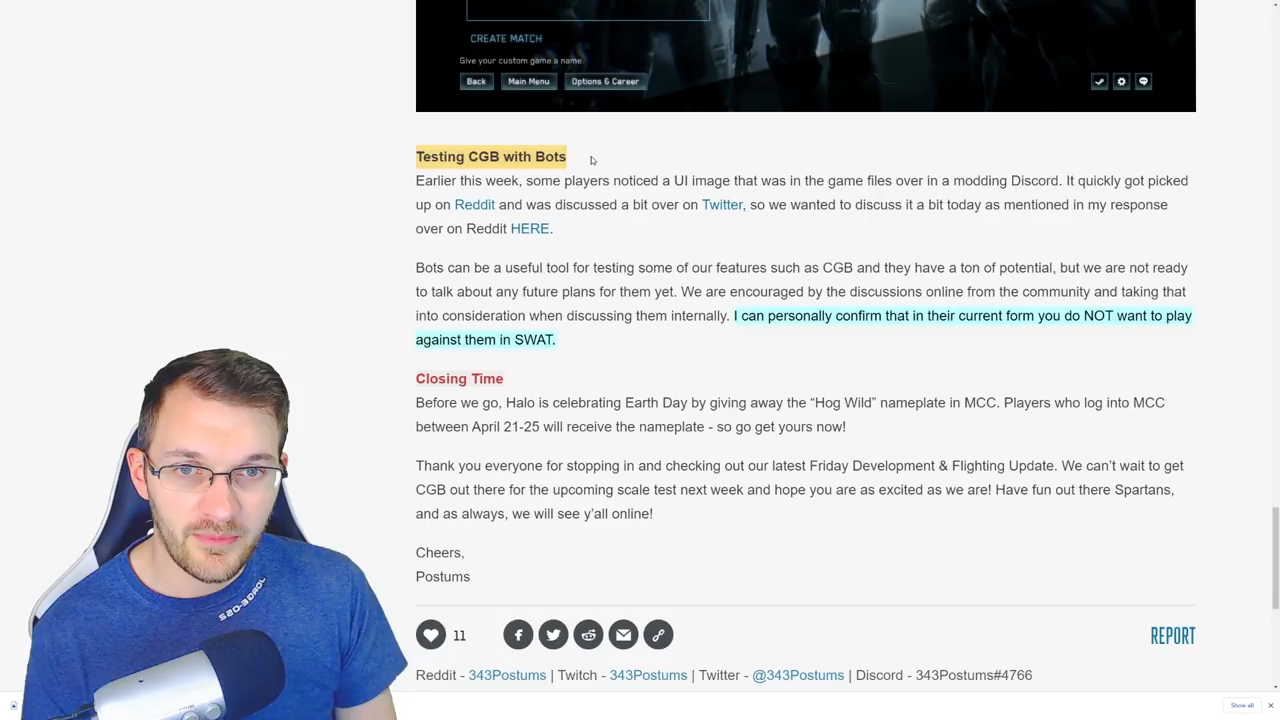 CREATE MATCH
Give your custom game a name.
Back Main Menu Options & Career
Testing CGB with Bots
Earlier this week, some players noticed a UI image that was in the game files over in a modding Discord. It quickly got picked
up on Reddit and was discussed a bit over on Twitter, so we wanted to discuss it a bit today as mentioned in my response
over on Reddit HERE.
Bots can be a useful tool for testing some of our features such as CGB and they have a ton of potential, but we are not ready
to talk about any future plans for them yet. We are encouraged by the discussions online from the community and taking that
into consideration when discussing them internally. I can personally confirm that in their current form you do NOT want to play
against them in SWAT.
Closing Time
Before we go, Halo is celebrating Earth Day by giving away the “Hog Wild” nameplate in MCC. Players who log into MCC
between April 21-25 will receive the nameplate - so go get yours now!
Thank you everyone for stopping in and checking out our latest Friday Development & Flighting Update. We can’t wait to get
CGB out there for the upcoming scale test next week and hope you are as excited as we are! Have fun out there Spartans,
and as always, we will see y’all online!
Cheers,
Postums
11
REPORT
Reddit - 343Postums | Twitch - 343Postums | Twitter - @343Postums | Discord - 343Postums#4766
Show all